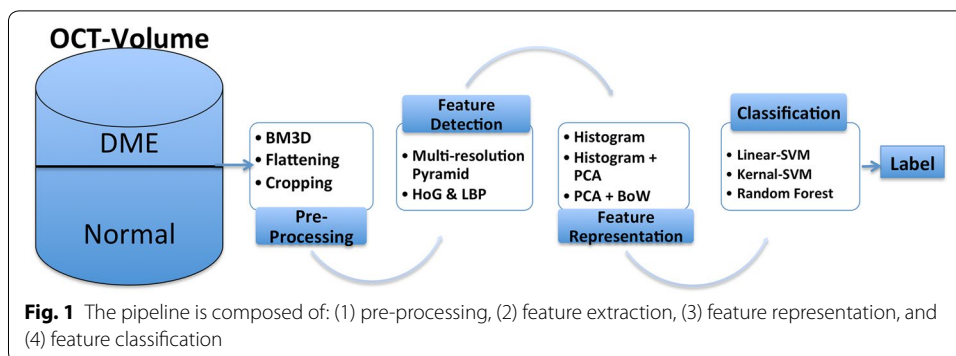 OCT-Volume
DME
Normal
• BM3D
• Flattening
• Cropping
Pre-
Processing
Feature
Detection
• Multi-resolution
Pyramid
• HoG & LBP
• Histogram
• Histogram +
PCA
• PCA + BoW
Feature
Representation
Classification
• Linear-SVM
• Kernal-SVM
• Random Forest
Label
Fig. 1 The pipeline is composed of: (1) pre-processing, (2) feature extraction, (3) feature representation, and
(4) feature classification